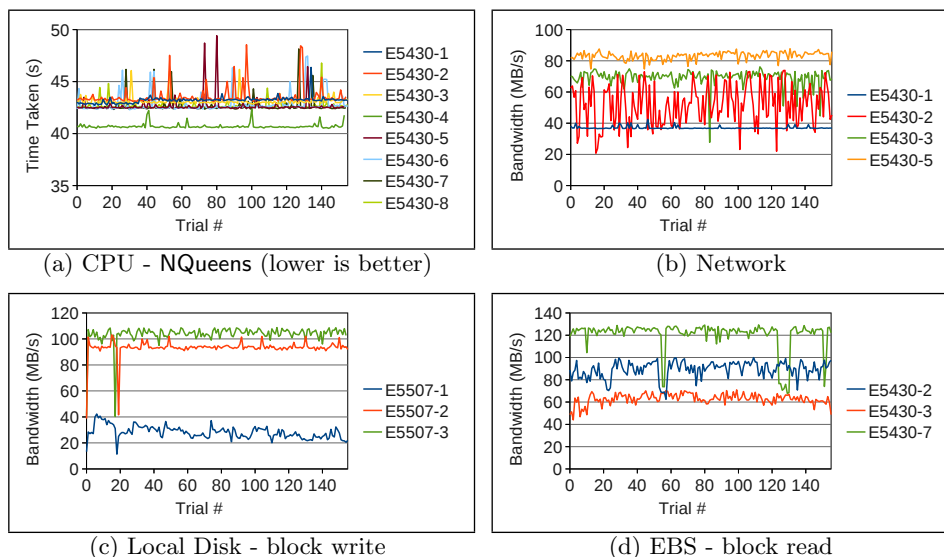 Time Taken (s)
50
45
40
35
0 20 40 60 80 100 120 140
Trial #
E5430-1
E5430-2
E5430-3
E5430-4
E5430-5
E5430-6
E5430-7
E5430-8
(a) CPU - NQueens (lower is better)
Bandwidth (MB/s)
100
80
60
40
20
0
0 20 40 60 80 100 120 140
Trial #
E5430-1
E5430-2
E5430-3
E5430-5
(b) Network
Bandwidth (MB/s)
120
100
80
60
40
20
0
0 20 40 60 80 100 120 140
Trial #
E5507-1
E5507-2
E5507-3
(c) Local Disk - block write
Bandwidth (MB/s)
140
120
100
80
60
40
20
0
0 20 40 60 80 100 120 140
Trial #
E5430-2
E5430-3
E5430-7
(d) EBS - block read